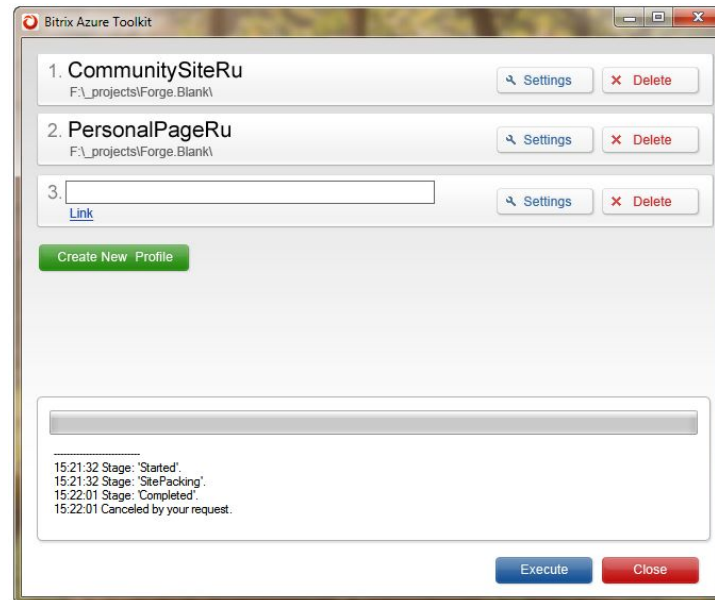 Bitrix Azure Toolkit
1. CommunitySiteRu
F:\_projects\Forge.Blank\
Settings
Delete
2. PersonalPageRu
F:\_projects\Forge.Blank\
Settings
Delete
3.
Link
Settings
Delete
Create New Profile
---------------------------
15:21:32 Stage: 'Started'.
15:21:32 Stage: 'SitePacking'.
15:22:01 Stage: 'Completed'.
15:22:01 Canceled by your request.
Execute
Close